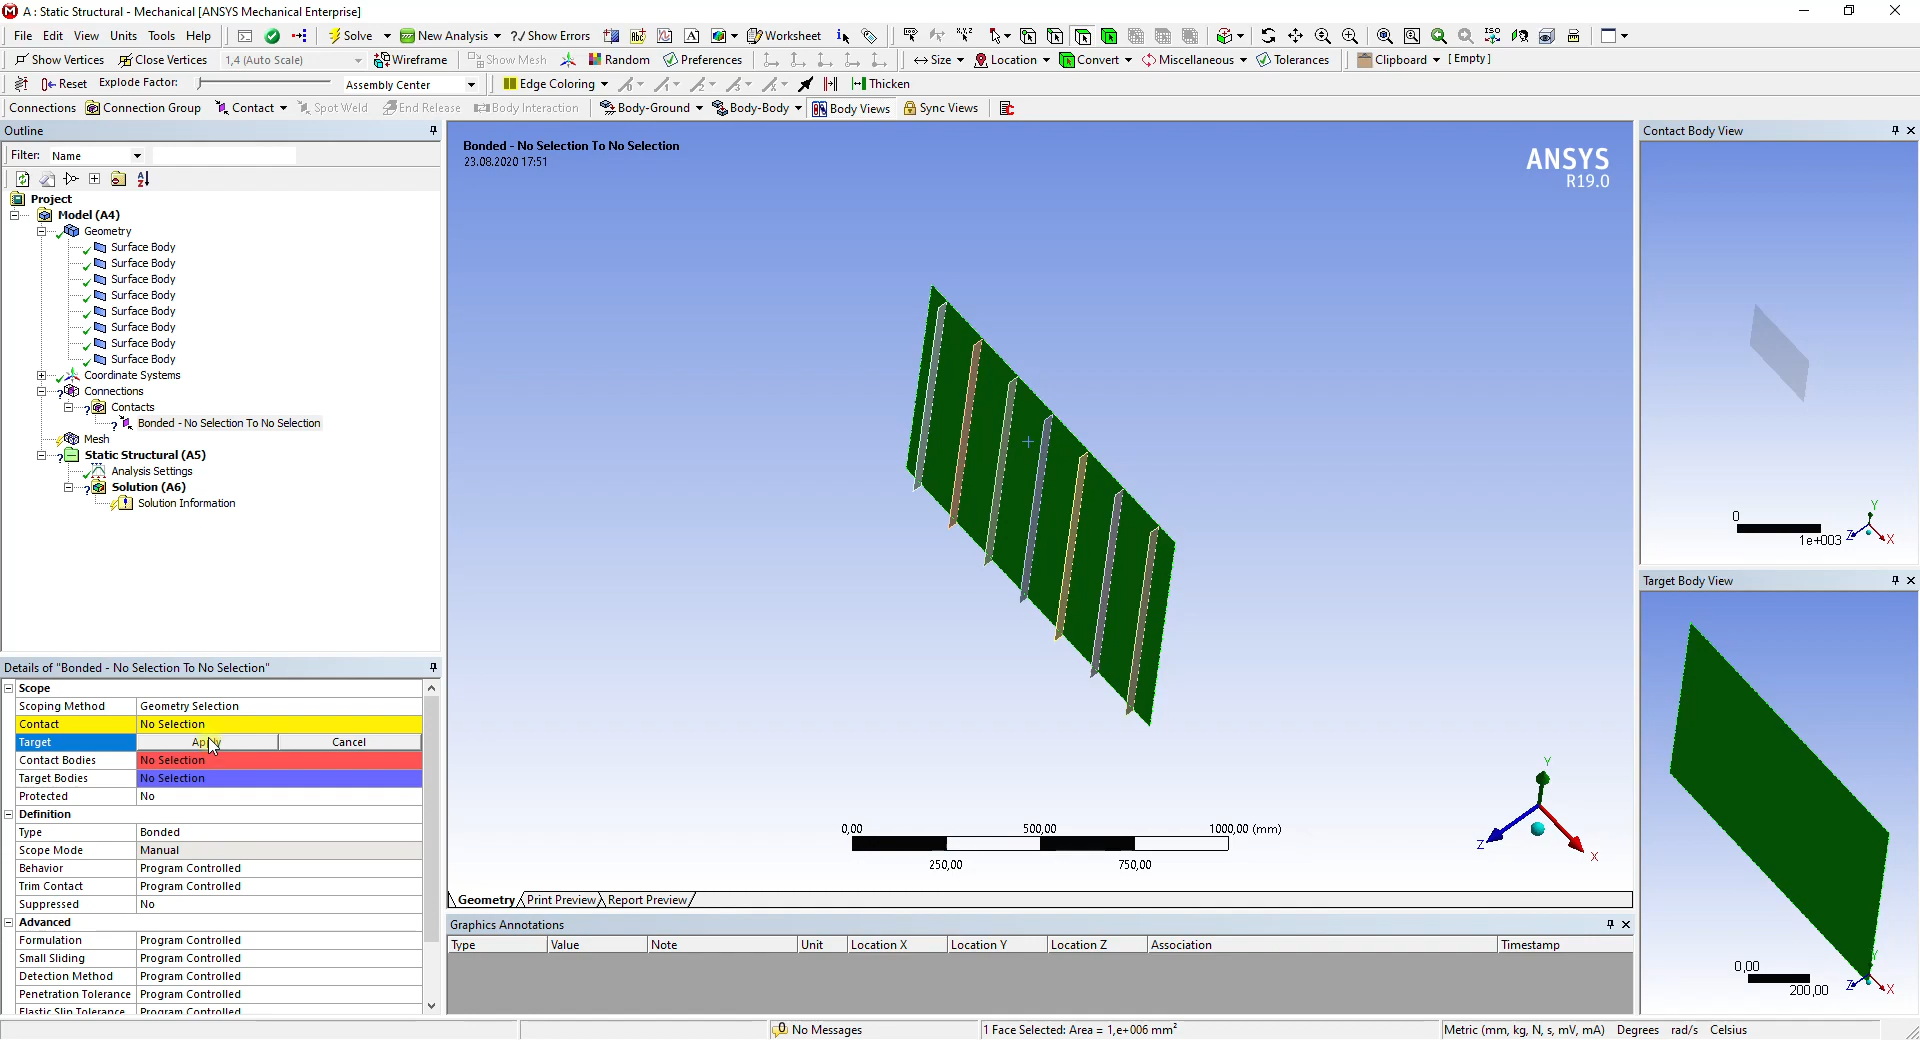 A : Static Structural - Mechanical [ANSYS Mechanical Enterprise]
File Edit View Units Tools Help Solve New Analysis ?/ Show Errors Worksheet
Show Vertices Close Vertices 1,4 (Auto Scale) Wireframe Show Mesh Random Preferences Size Location Convert Miscellaneous Tolerances Clipboard [ Empty ]
Reset Explode Factor: Assembly Center Edge Coloring Thicken
Connections Connection Group Contact Spot Weld End Release Body Interaction Body-Ground Body-Body Body Views Sync Views
Outline
Filter: Name
Project
Model (A4)
Geometry
Surface Body
Surface Body
Surface Body
Surface Body
Surface Body
Surface Body
Surface Body
Surface Body
Coordinate Systems
Connections
Contacts
Bonded - No Selection To No Selection
Mesh
Static Structural (A5)
Analysis Settings
Solution (A6)
Solution Information
Details of "Bonded - No Selection To No Selection"
Scope
Scoping Method Geometry Selection
Contact No Selection
Target Apply Cancel
Contact Bodies No Selection
Target Bodies No Selection
Protected No
Definition
Type Bonded
Scope Mode Manual
Behavior Program Controlled
Trim Contact Program Controlled
Suppressed No
Advanced
Formulation Program Controlled
Small Sliding Program Controlled
Detection Method Program Controlled
Penetration Tolerance Program Controlled
Elastic Slip Tolerance Program Controlled
Bonded - No Selection To No Selection
23.08.2020 17:51
ANSYS
R19.0
Y
Z
X
0,00 500,00 1000,00 (mm)
250,00 750,00
Geometry Print Preview Report Preview
Graphics Annotations
Type Value Note Unit Location X Location Y Location Z Association Timestamp
Contact Body View
0
1e+003
Y
Z
X
Target Body View
0,00
200,00
Y
Z
X
No Messages 1 Face Selected: Area = 1,e+006 mm² Metric (mm, kg, N, s, mV, mA) Degrees rad/s Celsius